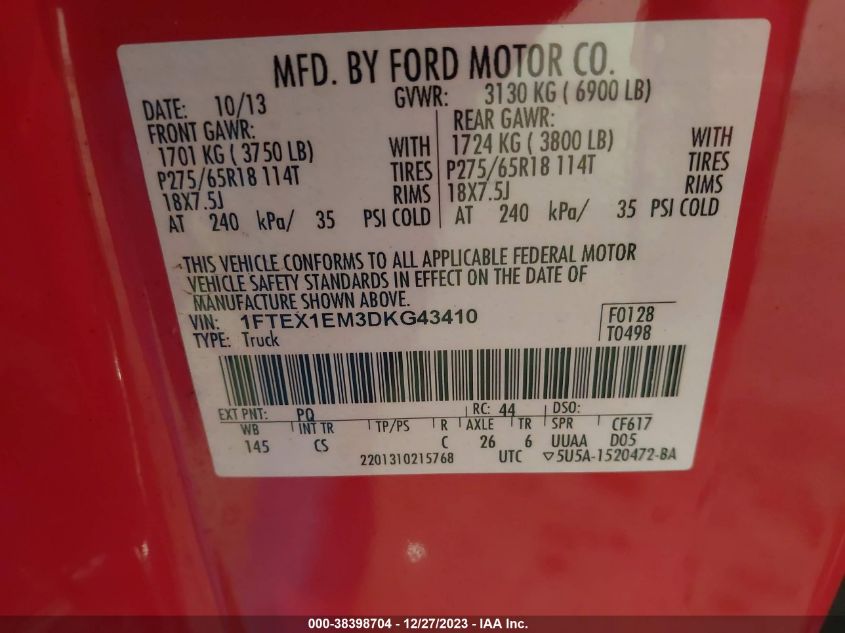 MFD. BY FORD MOTOR CO.
DATE: 10/13 GVWR: 3130 KG ( 6900 LB)
FRONT GAWR: REAR GAWR:
1701 KG ( 3750 LB) WITH 1724 KG ( 3800 LB) WITH
P275/65R18 114T TIRES P275/65R18 114T TIRES
18X7.5J RIMS 18X7.5J RIMS
AT 240 kPa/ 35 PSI COLD AT 240 kPa/ 35 PSI COLD
THIS VEHICLE CONFORMS TO ALL APPLICABLE FEDERAL MOTOR
VEHICLE SAFETY STANDARDS IN EFFECT ON THE DATE OF
MANUFACTURE SHOWN ABOVE.
VIN: 1FTEX1EM3DKG43410 F0128
TYPE: Truck T0498
EXT PNT: PQ RC: 44 DSO:
WB INT TR TP/PS R AXLE TR SPR CF617
145 CS C 26 6 UUAA D05
2201310215768 UTC ▽5U5A-1520472-BA
000-38398704 - 12/27/2023 - IAA Inc.